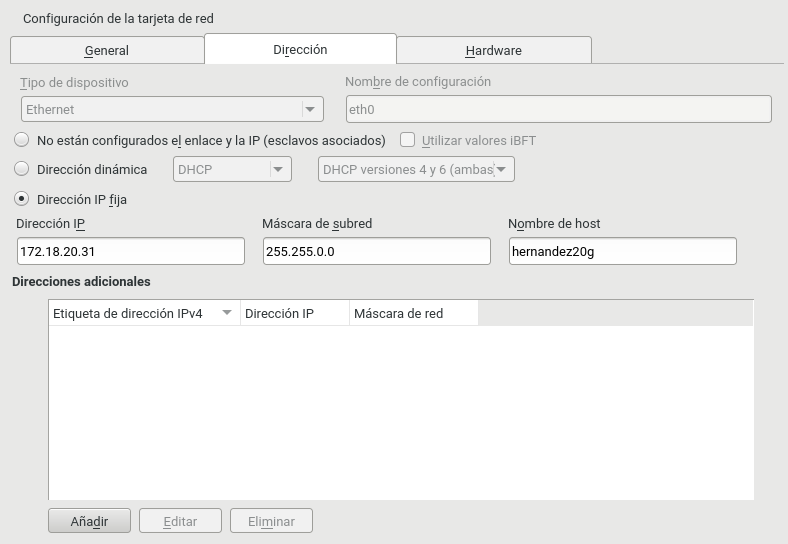 Configuración de la tarjeta de red
General Dirección Hardware
Tipo de dispositivo Nombre de configuración
Ethernet eth0
No están configurados el enlace y la IP (esclavos asociados) Utilizar valores iBFT
Dirección dinámica DHCP DHCP versiones 4 y 6 (ambas
Dirección IP fija
Dirección IP Máscara de subred Nombre de host
172.18.20.31 255.255.0.0 hernandez20g
Direcciones adicionales
Etiqueta de dirección IPv4 Dirección IP Máscara de red
Añadir Editar Eliminar